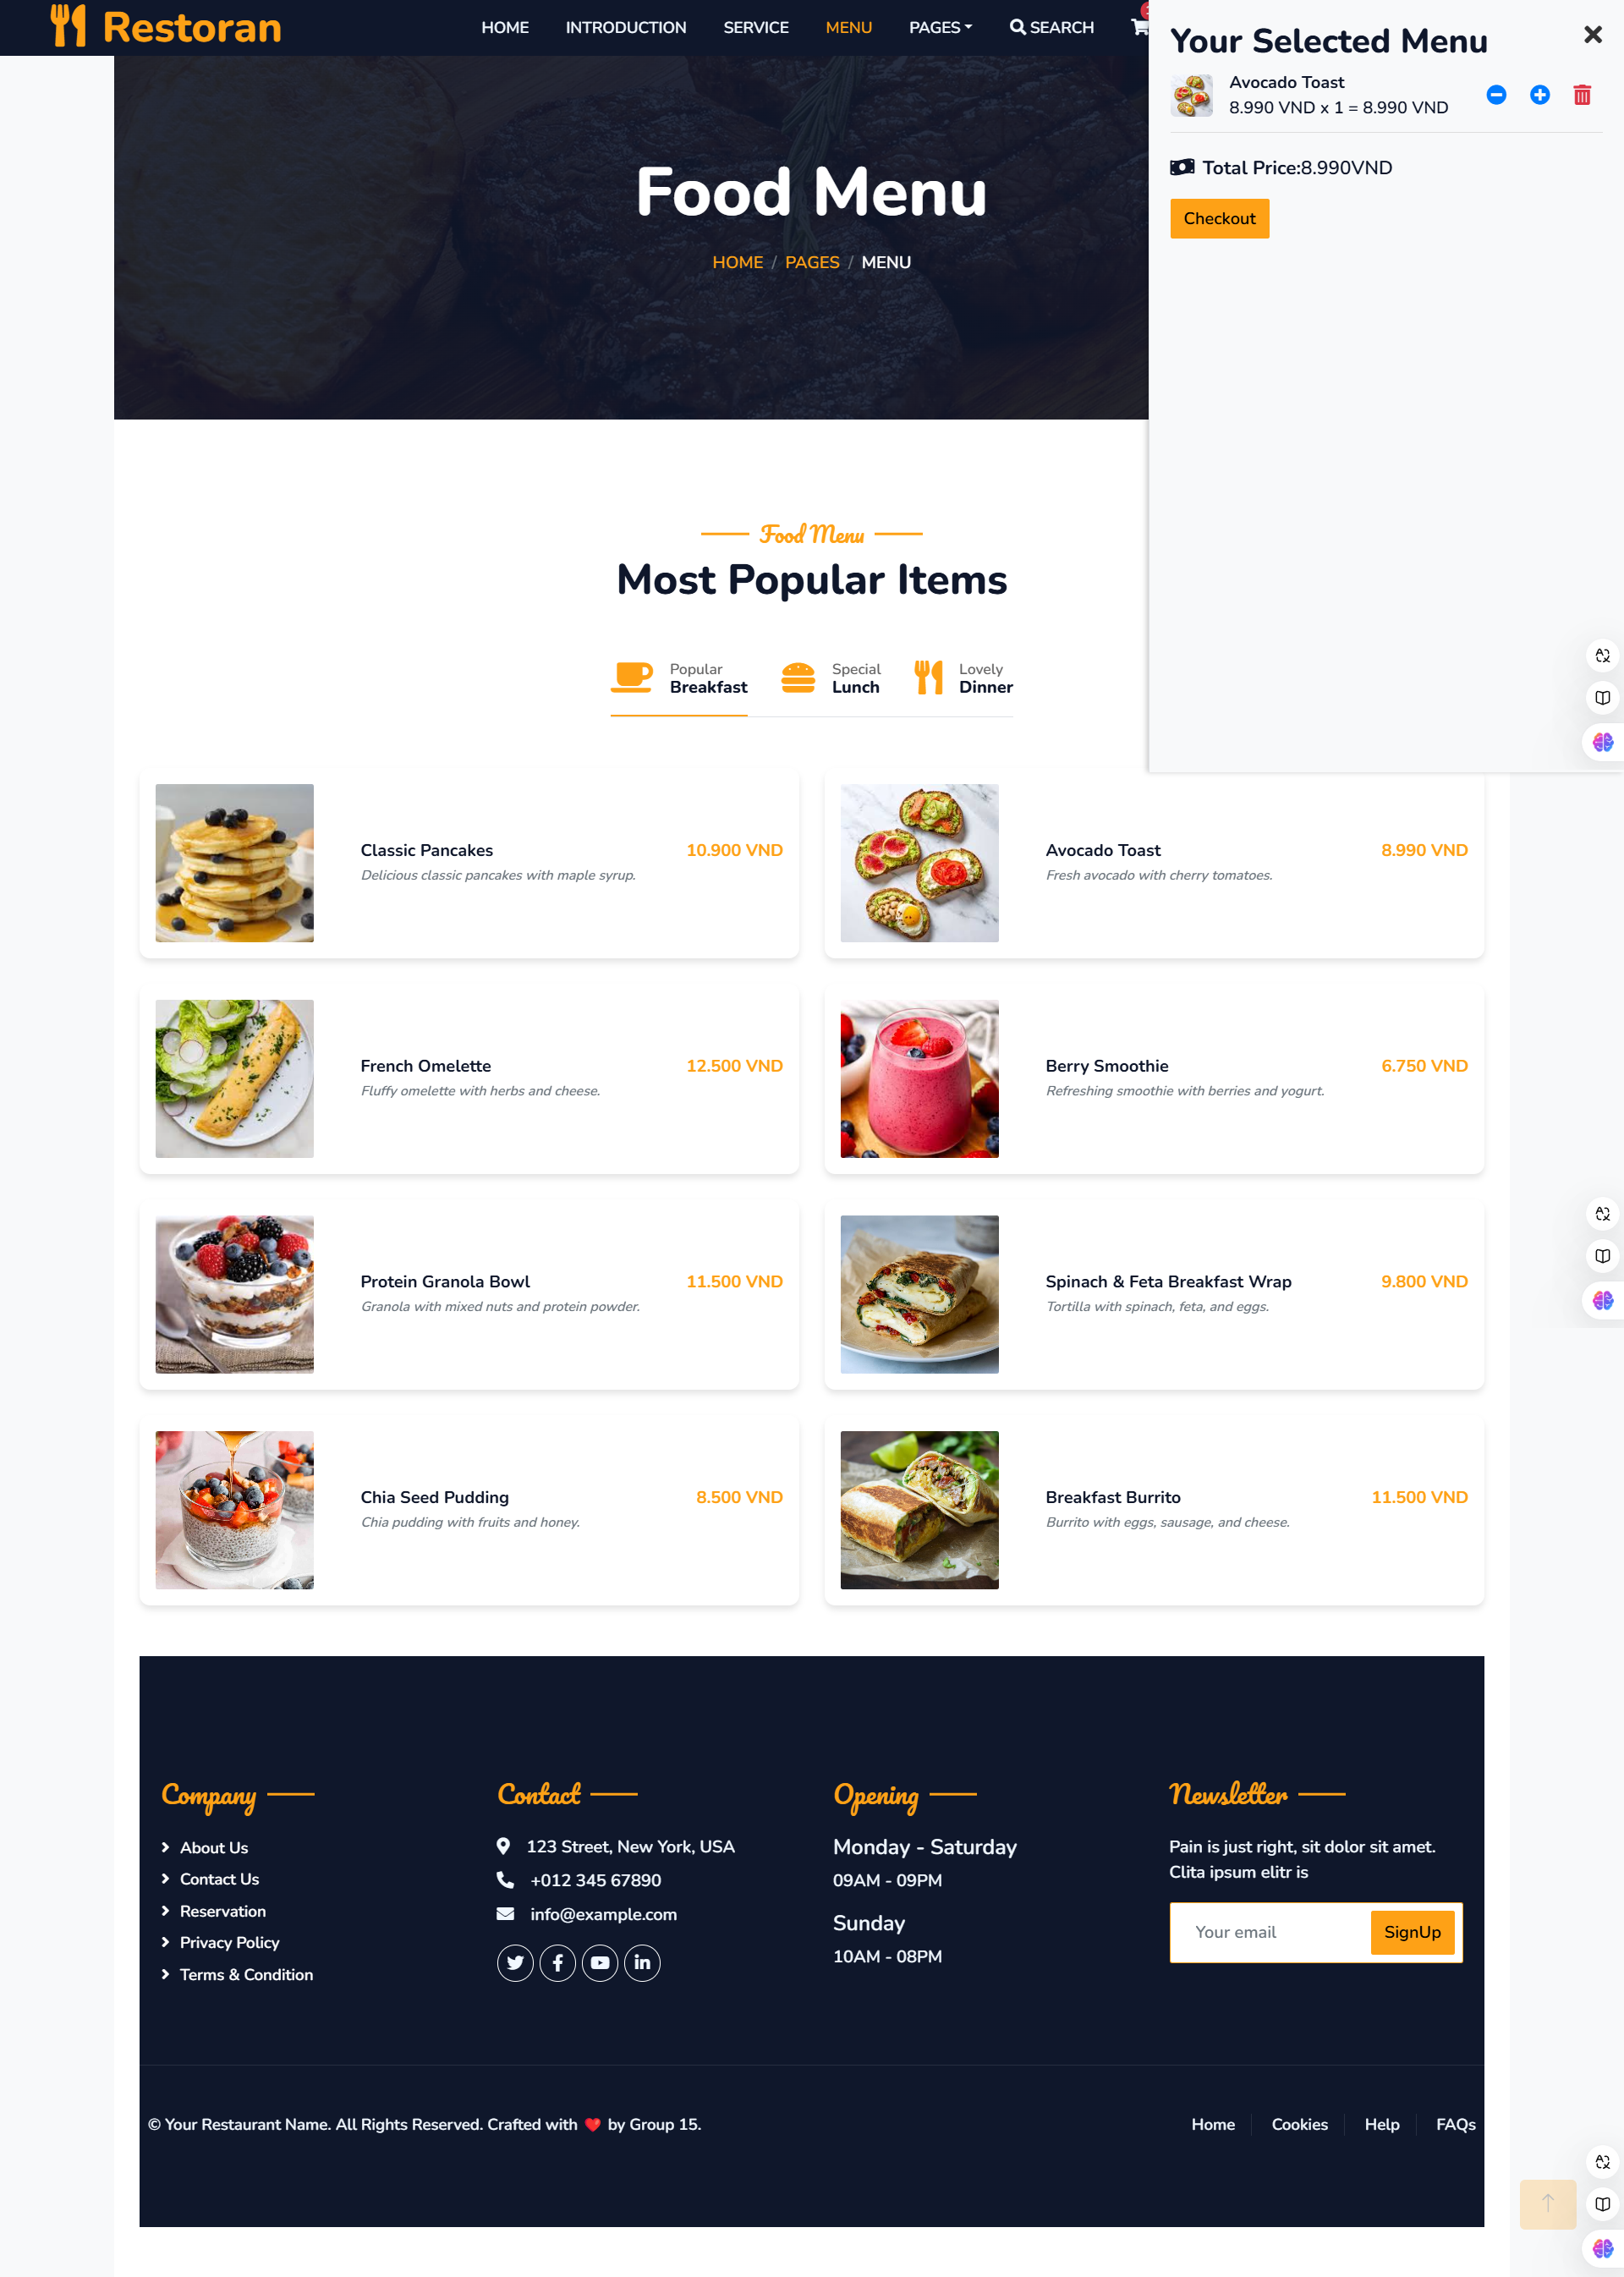 Restoran
HOME INTRODUCTION SERVICE MENU PAGES SEARCH
Your Selected Menu
Avocado Toast
8.990 VND x 1 = 8.990 VND
Total Price:8.990VND
Checkout
Food Menu
HOME / PAGES / MENU
Food Menu
Most Popular Items
Popular
Breakfast
Special
Lunch
Lovely
Dinner
Classic Pancakes 10.900 VND
Delicious classic pancakes with maple syrup.
Avocado Toast 8.990 VND
Fresh avocado with cherry tomatoes.
French Omelette 12.500 VND
Fluffy omelette with herbs and cheese.
Berry Smoothie 6.750 VND
Refreshing smoothie with berries and yogurt.
Protein Granola Bowl 11.500 VND
Granola with mixed nuts and protein powder.
Spinach & Feta Breakfast Wrap 9.800 VND
Tortilla with spinach, feta, and eggs.
Chia Seed Pudding 8.500 VND
Chia pudding with fruits and honey.
Breakfast Burrito 11.500 VND
Burrito with eggs, sausage, and cheese.
Company
About Us
Contact Us
Reservation
Privacy Policy
Terms & Condition
Contact
123 Street, New York, USA
+012 345 67890
info@example.com
Opening
Monday - Saturday
09AM - 09PM
Sunday
10AM - 08PM
Newsletter
Pain is just right, sit dolor sit amet.
Clita ipsum elitr is
Your email SignUp
© Your Restaurant Name. All Rights Reserved. Crafted with ❤️ by Group 15.
Home Cookies Help FAQs